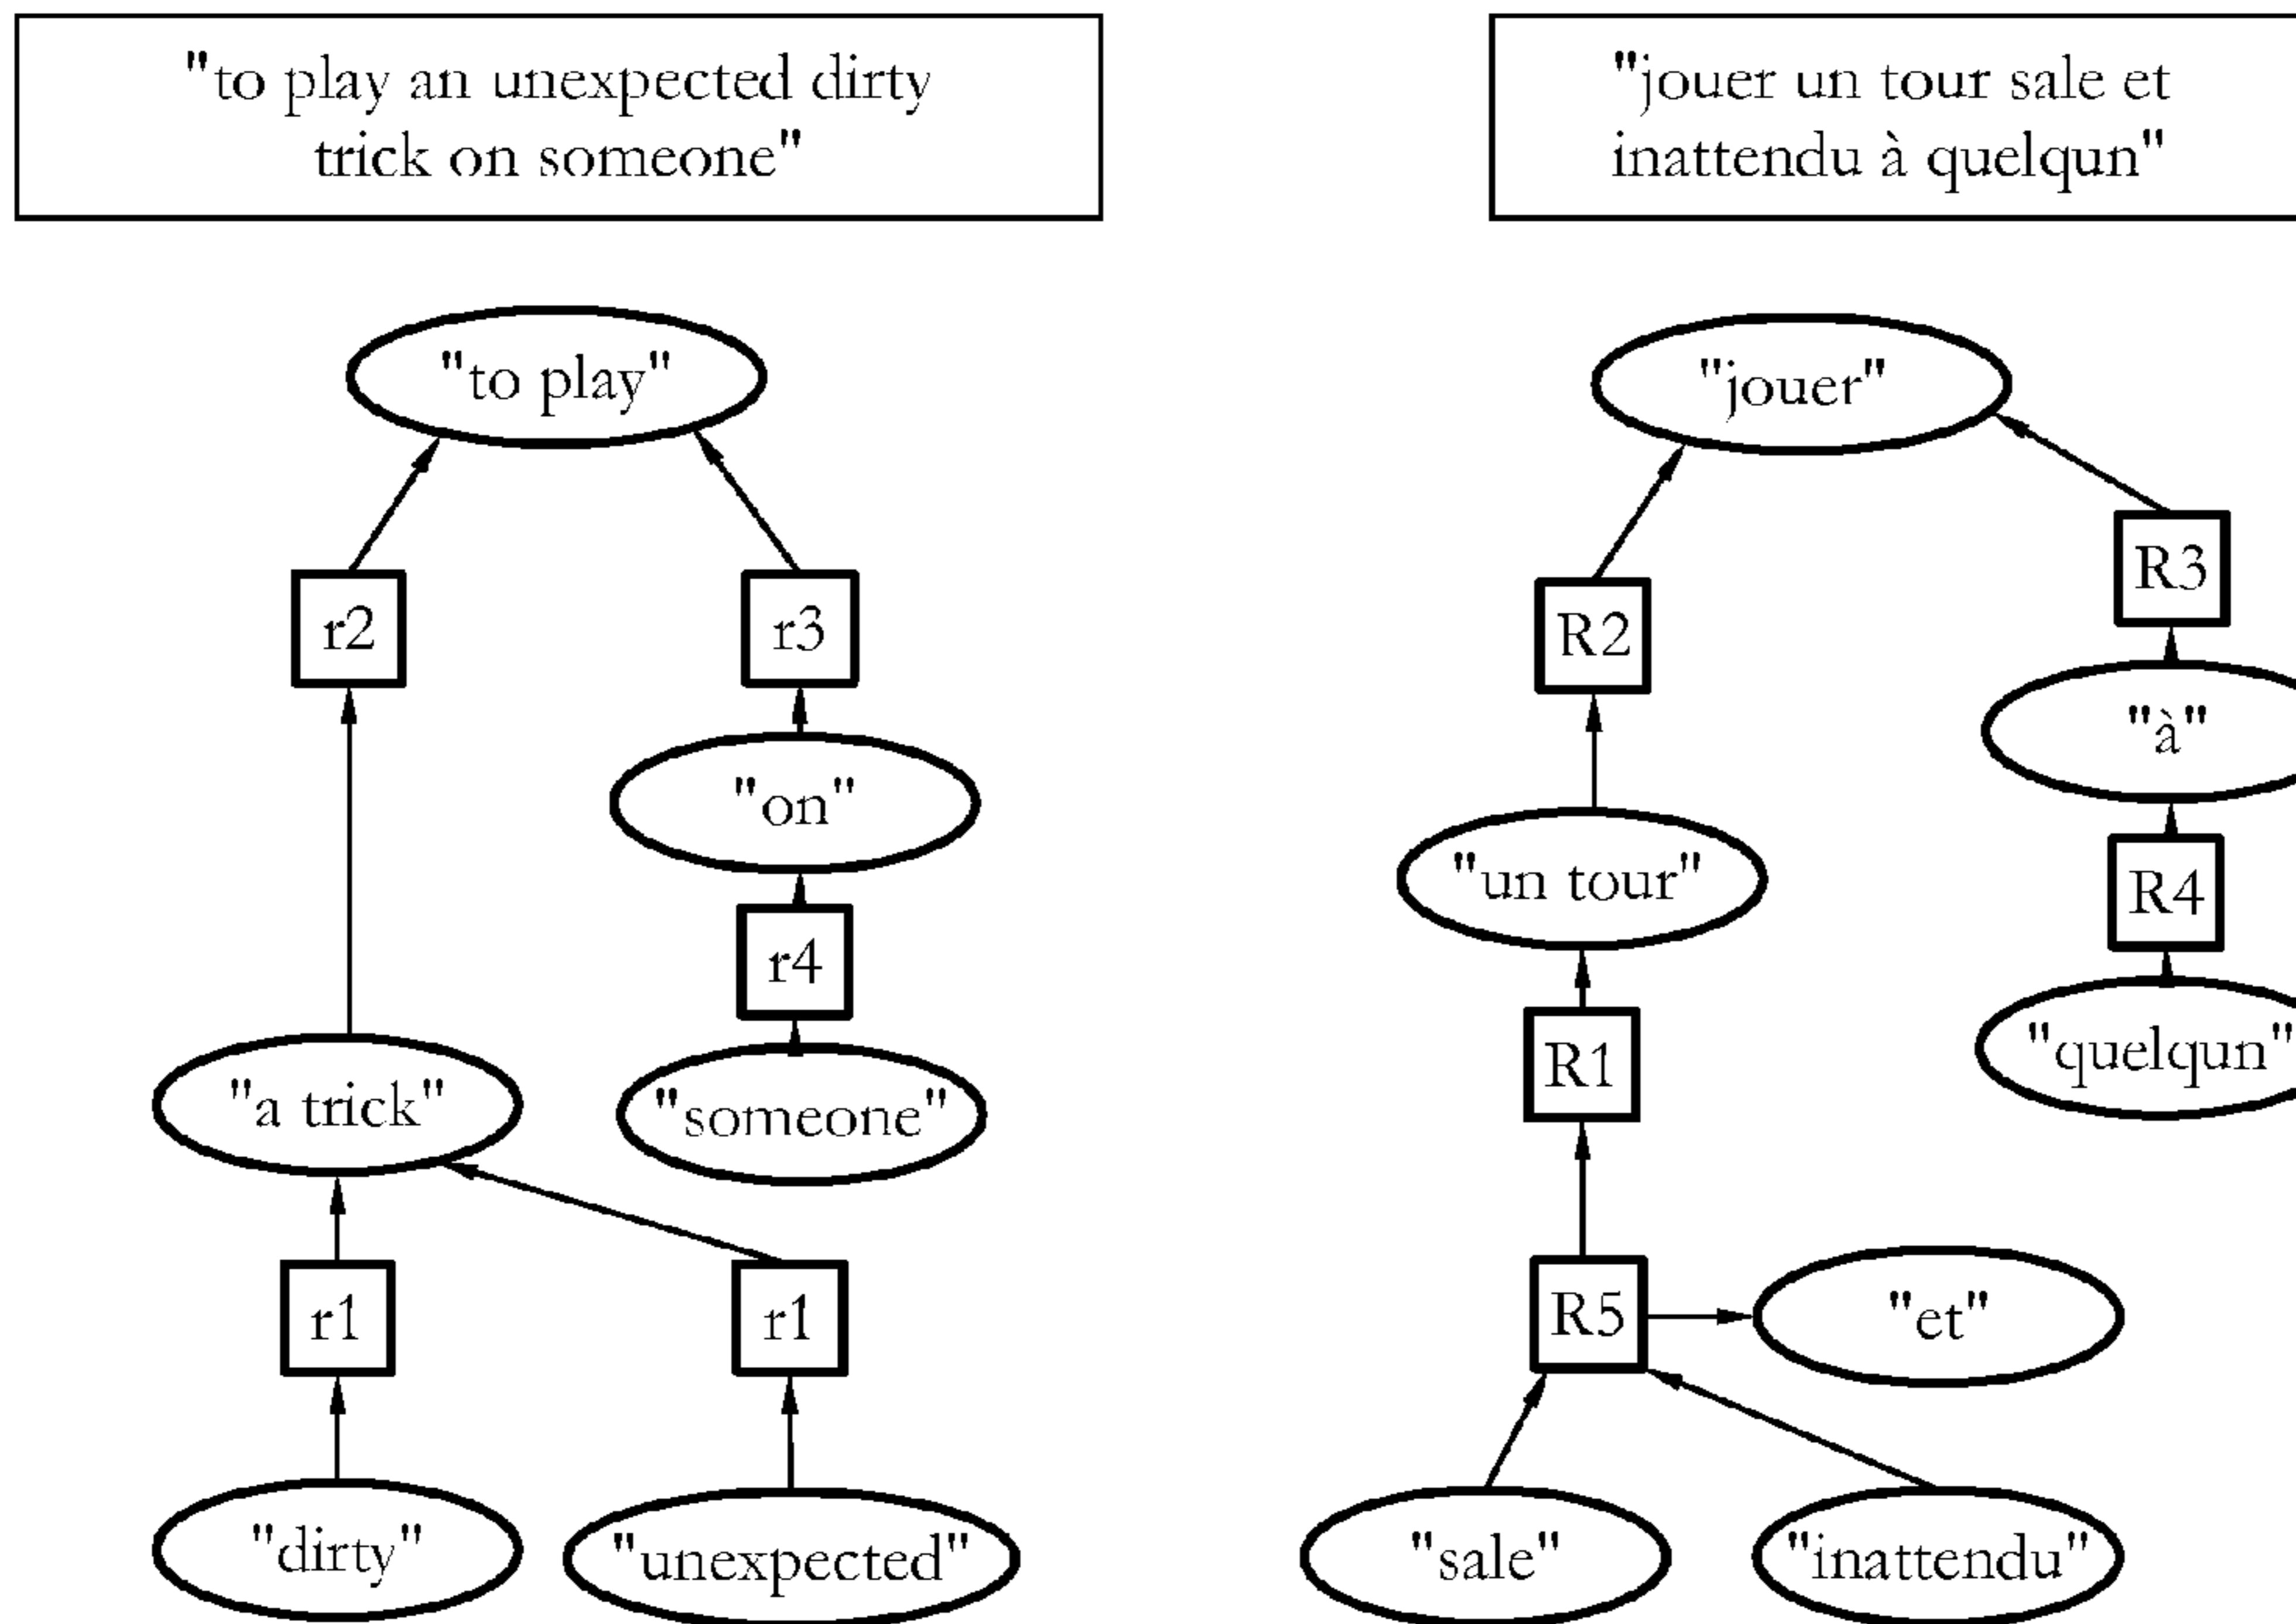 "to play an unexpected dirty
trick on someone"
"to play"
r2
r3
"on"
r4
"a trick"
"someone"
r1
r1
"dirty"
"unexpected"
"jouer un tour sale et
inattendu à quelqun"
"jouer"
R3
R2
"à"
"un tour"
R4
R1
"quelqun"
R5
"et"
"sale"
"inattendu"